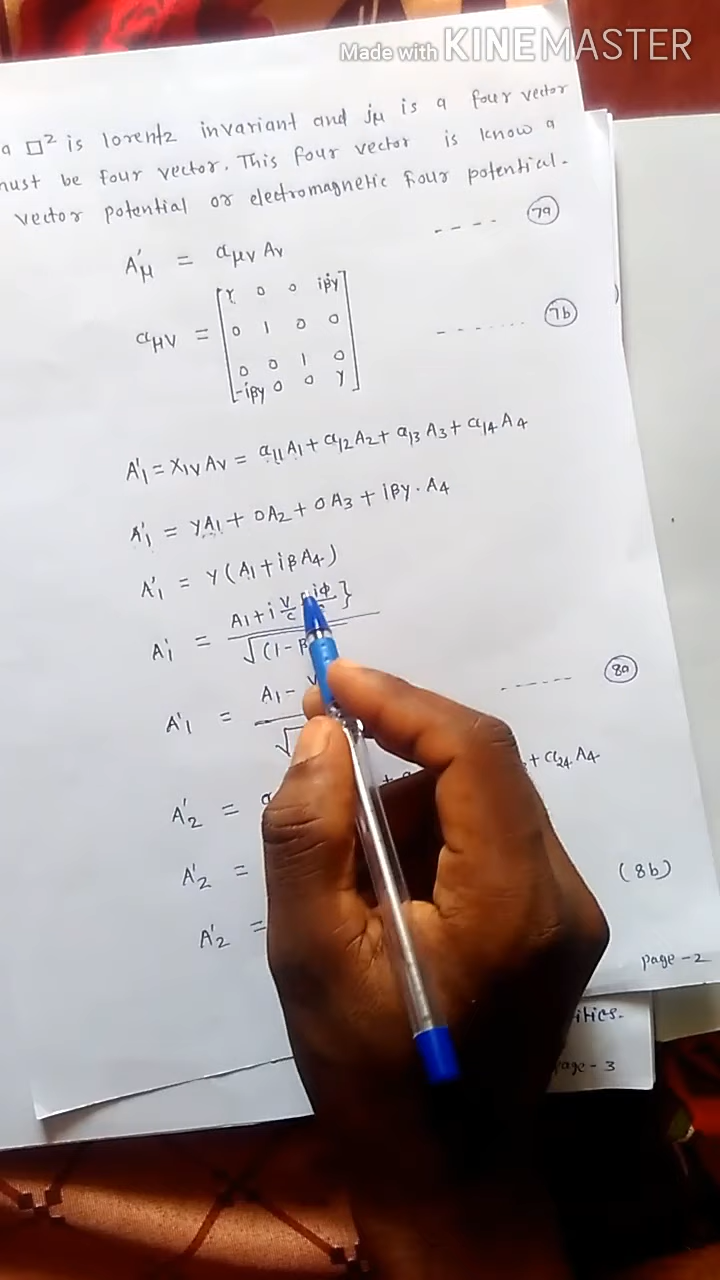 Made with KINEMASTER
a □² is lorentz invariant and jμ is a four vector
must be four vector. This four vector is know a
vector potential or electromagnetic four potential.
A'μ = aμν Aν ---- (7a)
aμν = [γ 0 0 iβγ
0 1 0 0
0 0 1 0
-iβγ 0 0 γ] ------- (7b)
A'1 = X1ν Aν = a11 A1 + a12 A2 + a13 A3 + a14 A4
A'1 = γA1 + 0A2 + 0A3 + iβγ. A4
A'1 = γ(A1 + iβA4)
A'1 = A1 + i v/c iφ }
√(1 -
A'1 = A1 - ------ (8a)
√
A'2 = + a24 A4
A'2 = (8b)
A'2 =
page - 2
page - 3